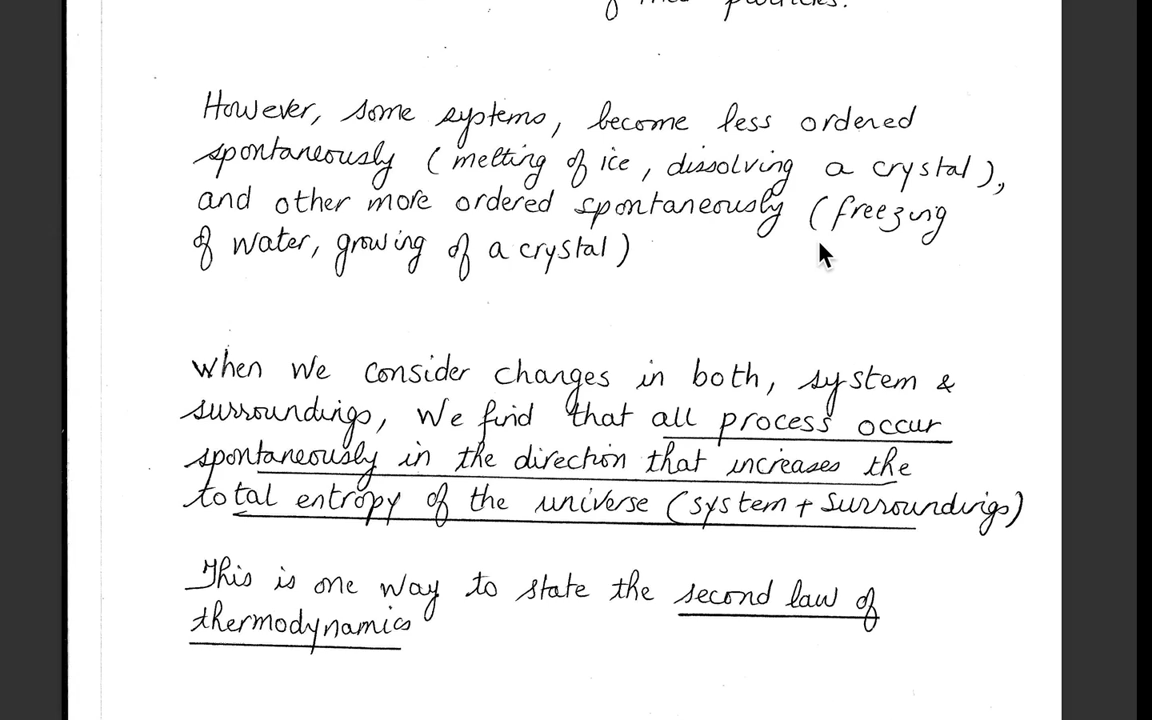 However, some systems, become less ordered
spontaneously (melting of ice, dissolving a crystal),
and other more ordered spontaneously (freezing
of water, growing of a crystal)
When we consider changes in both, system &
surroundings, we find that all process occur
spontaneously in the direction that increases the
total entropy of the universe (system + surroundings)
This is one way to state the second law of
thermodynamics